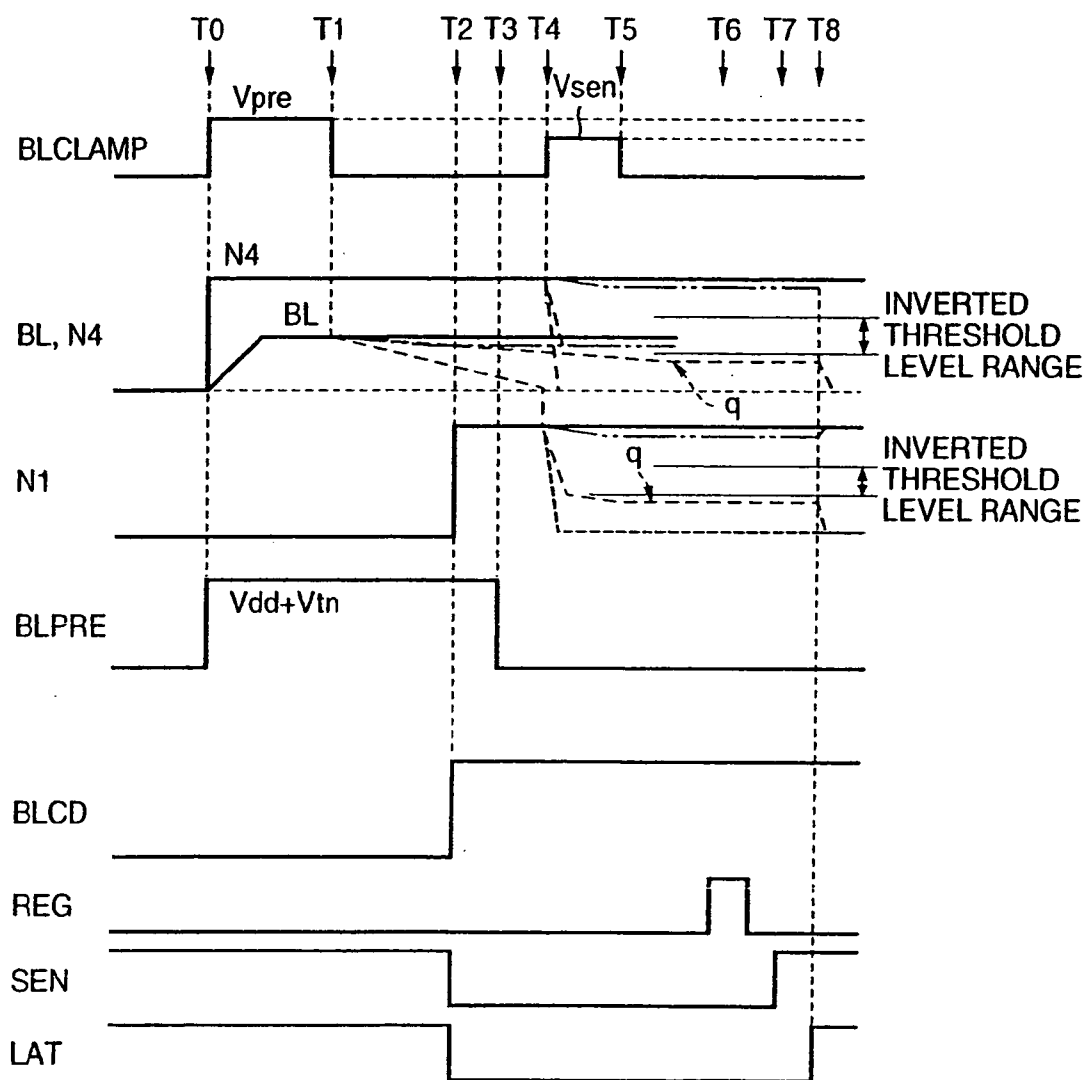 T0 T1 T2 T3 T4 T5 T6 T7 T8
Vpre
Vsen
BLCLAMP
N4
BL
BL, N4
INVERTED
THRESHOLD
LEVEL RANGE
q
N1
q
INVERTED
THRESHOLD
LEVEL RANGE
Vdd+Vtn
BLPRE
BLCD
REG
SEN
LAT